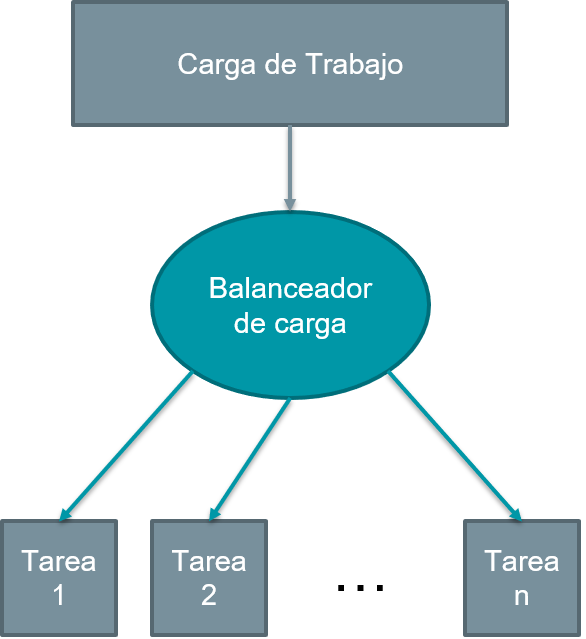 Carga de Trabajo
Balanceador
de carga
Tarea
1
Tarea
2
...
Tarea
n